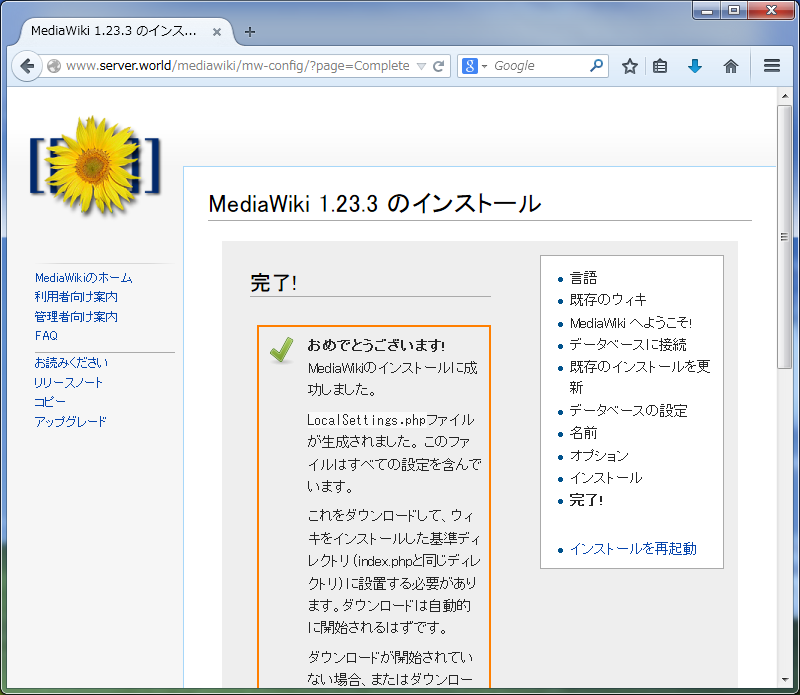 MediaWiki 1.23.3 のインス...
www.server.world/mediawiki/mw-config/?page=Complete
8
Google
MediaWiki 1.23.3 のインストール
MediaWikiのホーム
利用者向け案内
管理者向け案内
FAQ
お読みください
リリースノート
コピー
アップグレード
完了!
おめでとうございます!
MediaWikiのインストールに成
功しました。
LocalSettings.phpファイル
が生成されました。このファ
イルはすべての設定を含んで
います。
これをダウンロードして、ウィ
キをインストールした基準ディ
レクトリ(index.phpと同じディレ
クトリ)に設置する必要があり
ます。ダウンロードは自動的
に開始されるはずです。
ダウンロードが開始されてい
ない場合、またはダウンロー
言語
既存のウィキ
MediaWiki へようこそ!
データベースに接続
既存のインストールを更
新
データベースの設定
名前
オプション
インストール
完了!
インストールを再起動